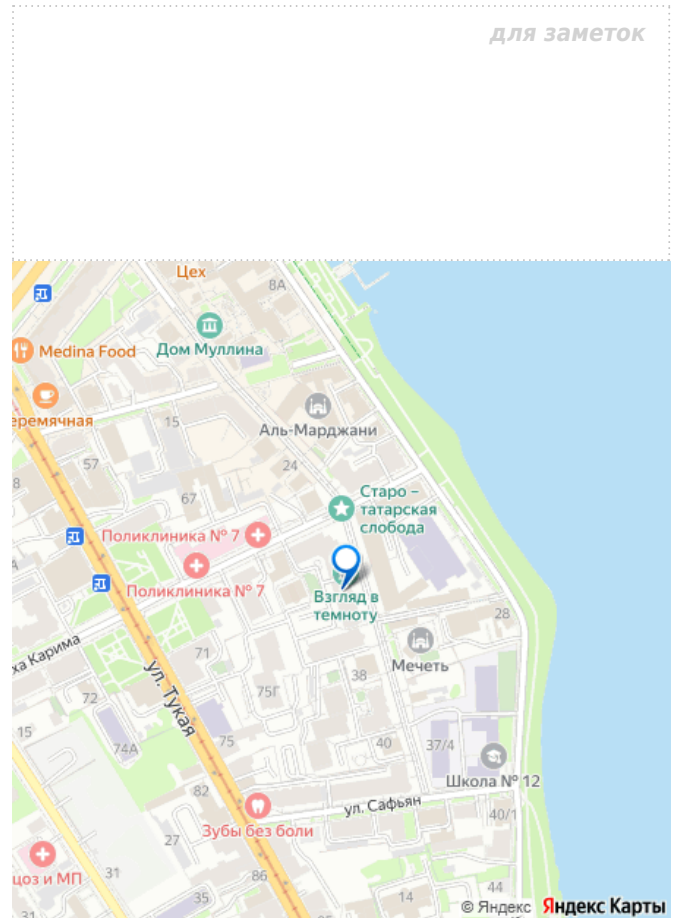 для заметок
Цех
8А
Дом Муллина
Medina Food
еремячная
15
Аль-Марджани
57
24
8
67
Старо –
татарская
слобода
Поликлиника № 7
Поликлиника № 7
Взгляд в
темноту
28
ха Карима
71
Мечеть
38
ул. Тукая
72
75Г
15
74А
75
40
37/4
Школа № 12
82
ул. Сафьян
40/1
Зубы без боли
27
цоз и МП
31
35
86
14
44
31
© Яндекс Яндекс Карты